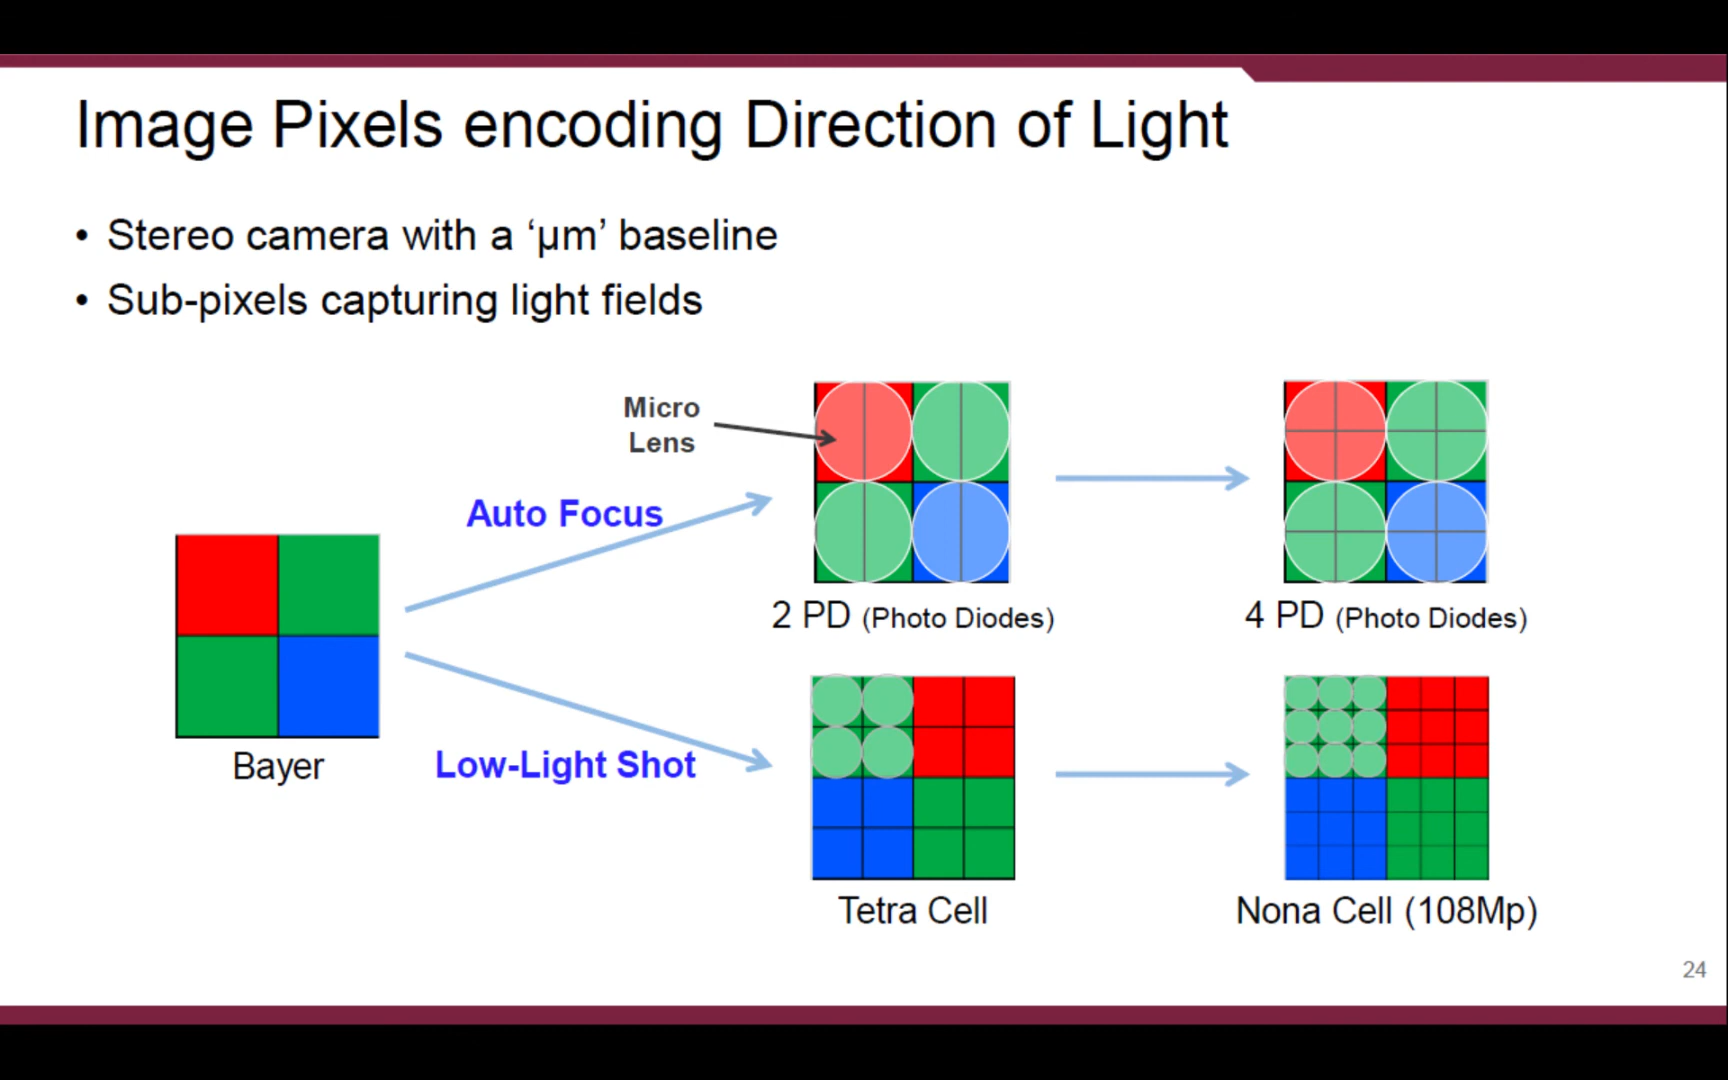 Image Pixels encoding Direction of Light
• Stereo camera with a ‘μm’ baseline
• Sub-pixels capturing light fields
Micro
Lens
Auto Focus
2 PD (Photo Diodes)
4 PD (Photo Diodes)
Bayer
Low-Light Shot
Tetra Cell
Nona Cell (108Mp)
24